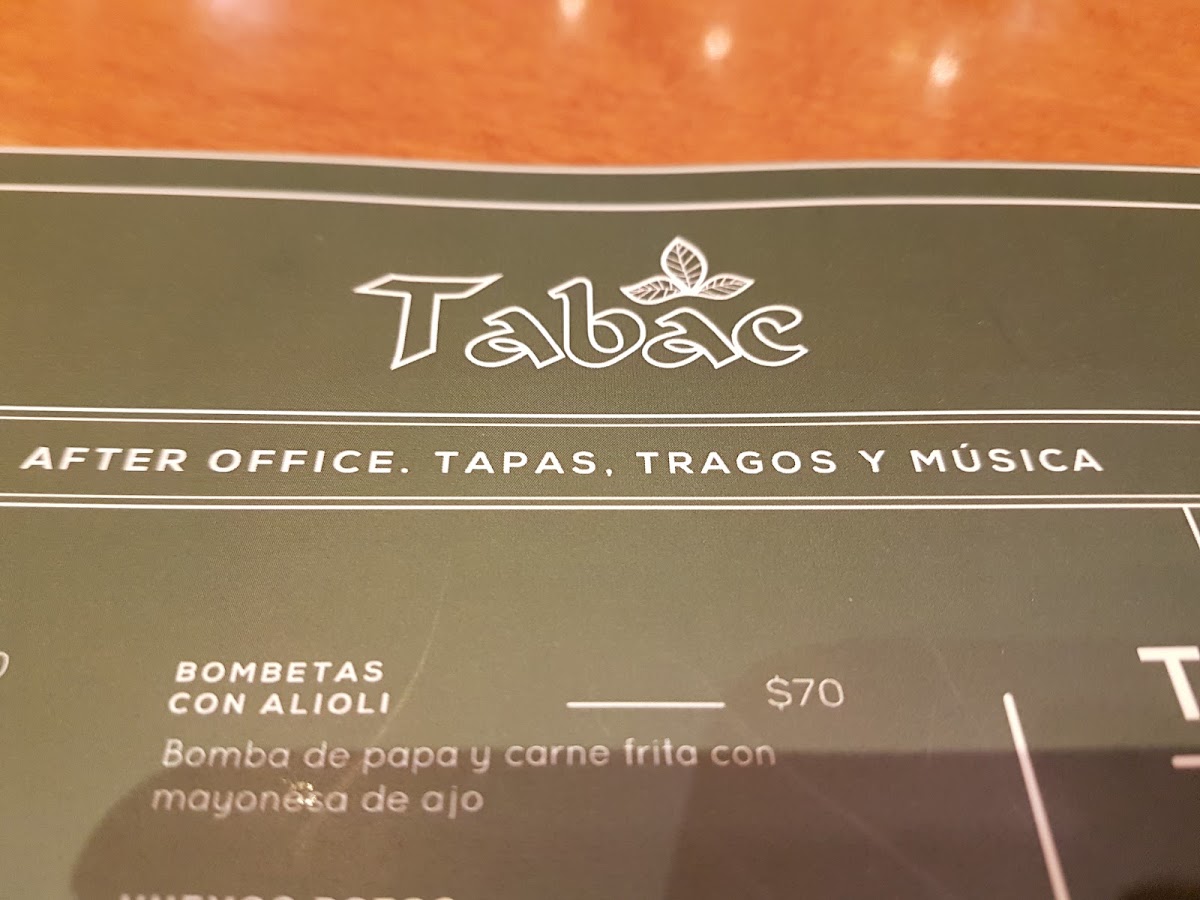 Tabac
AFTER OFFICE. TAPAS, TRAGOS Y MÚSICA
BOMBETAS
CON ALIOLI
$70
Bomba de papa y carne frita con
mayonesa de ajo